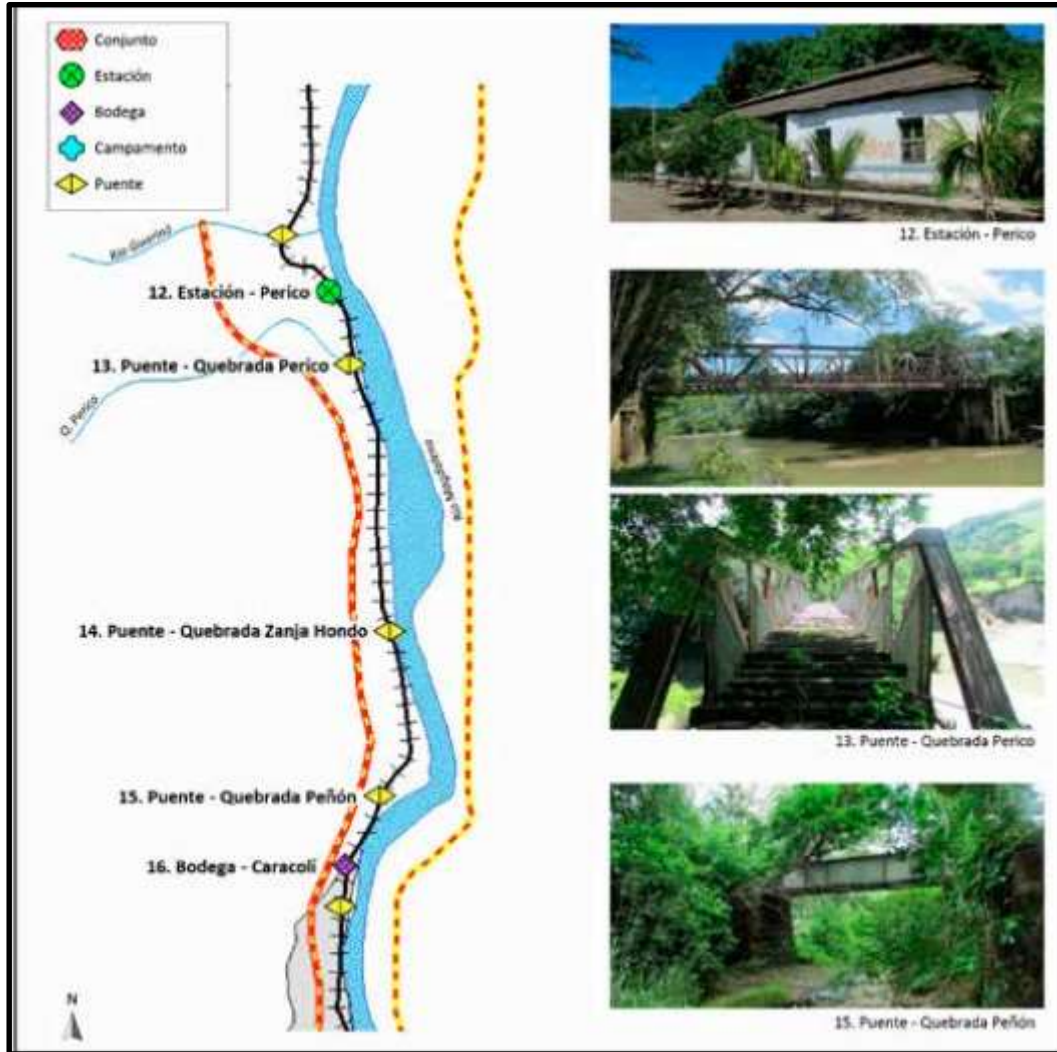 Conjunto
Estación
Bodega
Campamento
Puente
12. Estación - Perico
13. Puente - Quebrada Perico
Q. Perico
Río Magdalena
14. Puente - Quebrada Zanja Hondo
15. Puente - Quebrada Peñón
16. Bodega - Caracolí
N
12. Estación - Perico
13. Puente - Quebrada Perico
15. Puente - Quebrada Peñón